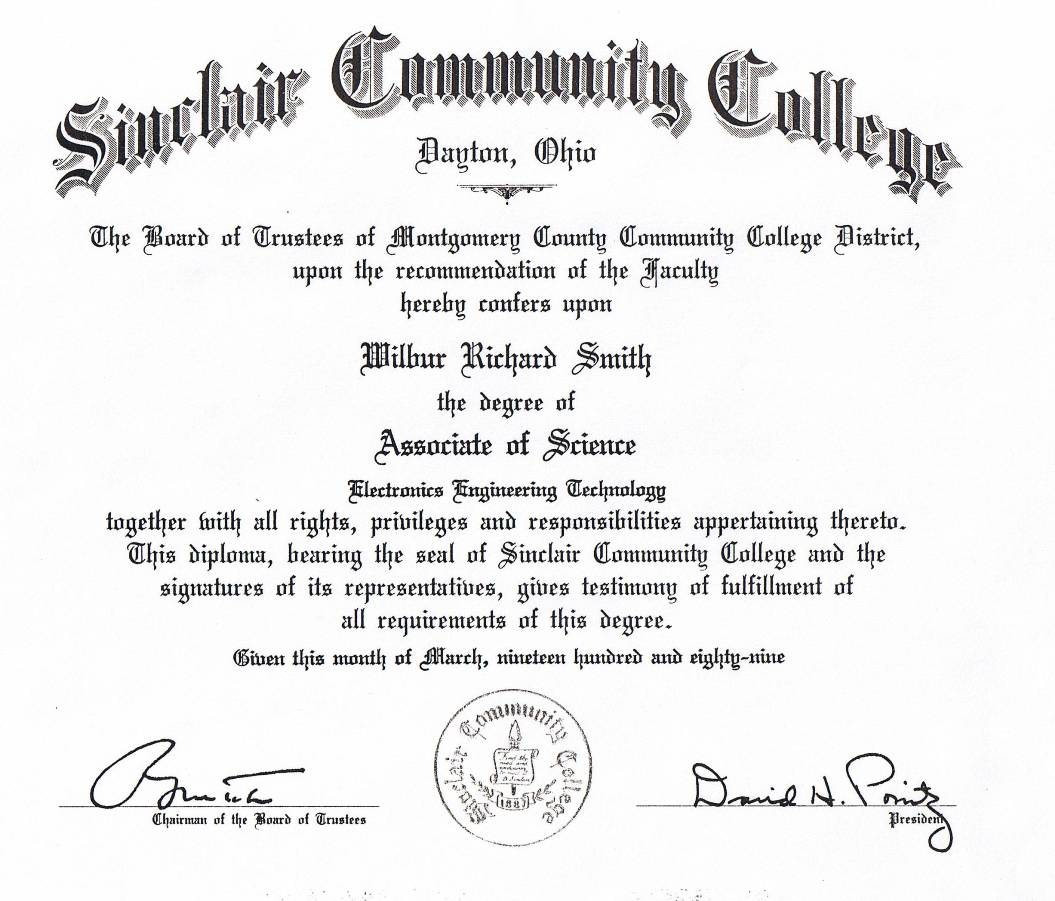 Sinclair Community College
Dayton, Ohio
The Board of Trustees of Montgomery County Community College District,
upon the recommendation of the Faculty
hereby confers upon
Wilbur Richard Smith
the degree of
Associate of Science
Electronics Engineering Technology
together with all rights, privileges and responsibilities appertaining thereto.
This diploma, bearing the seal of Sinclair Community College and the
signatures of its representatives, gives testimony of fulfillment of
all requirements of this degree.
Given this month of March, nineteen hundred and eighty-nine
Sinclair Community College
1887
David H. Ponitz
Chairman of the Board of Trustees
President